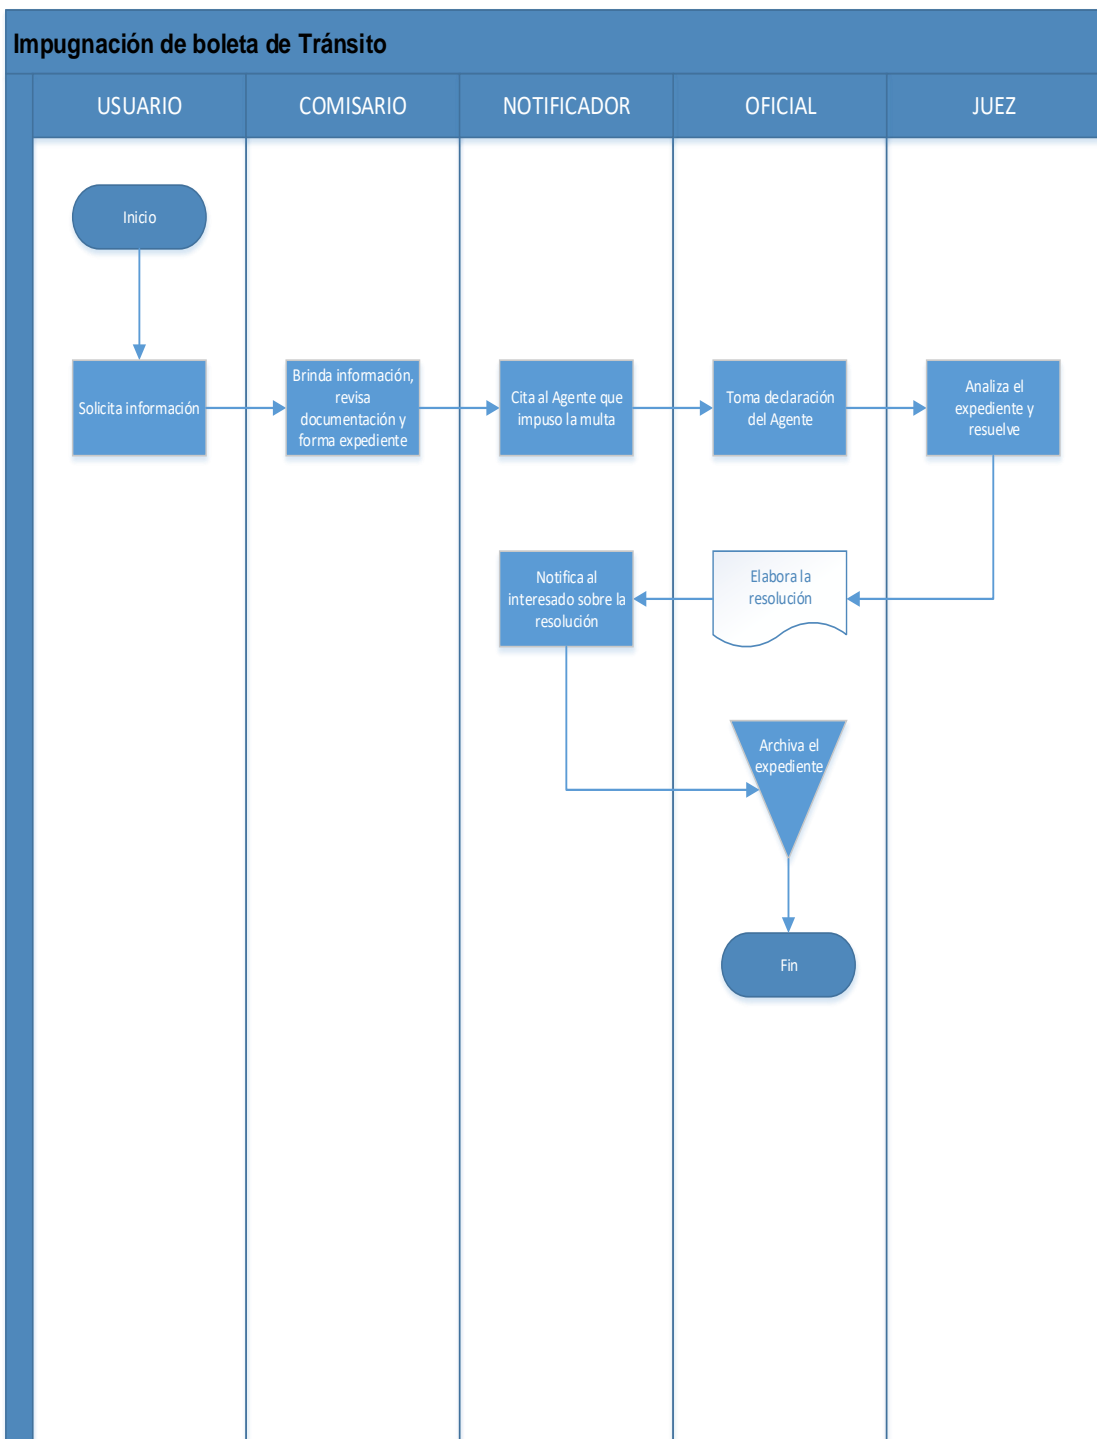 Impugnación de boleta de Tránsito
USUARIO
COMISARIO
NOTIFICADOR
OFICIAL
JUEZ
Inicio
Solicita información
Brinda información,
revisa
documentación y
forma expediente
Cita al Agente que
impuso la multa
Toma declaración
del Agente
Analiza el
expediente y
resuelve
Notifica al
interesado sobre la
resolución
Elabora la
resolución
Archiva el
expediente
Fin